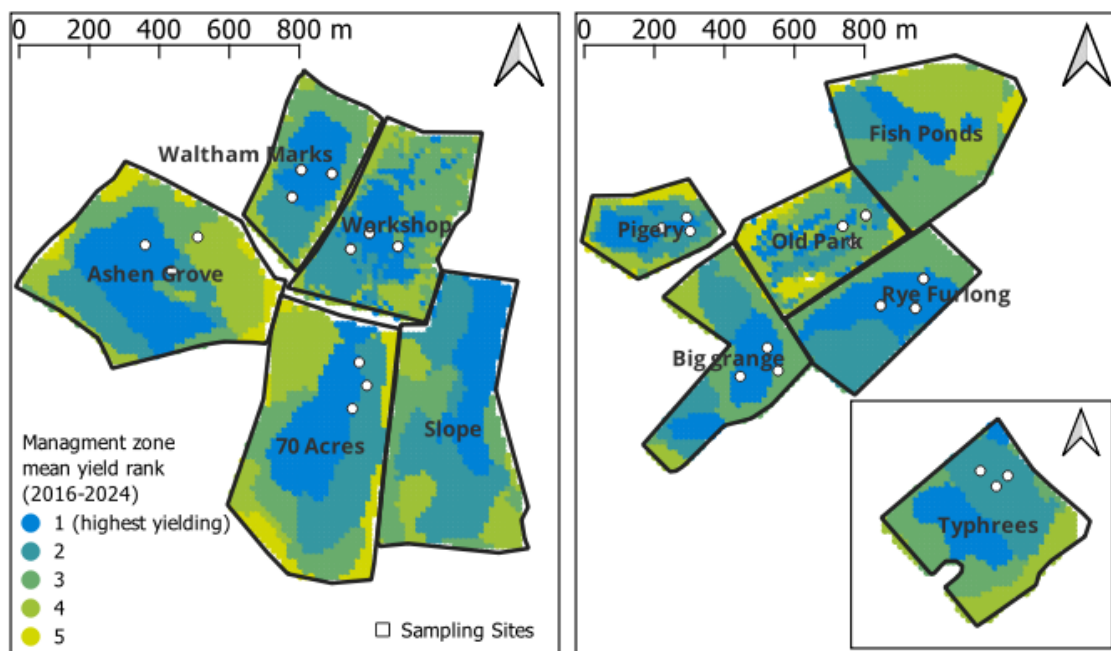 0 200 400 600 800 m
Waltham Marks
Workshop
Ashen Grove
70 Acres
Slope
Managment zone
mean yield rank
(2016-2024)
1 (highest yielding)
2
3
4
5
Sampling Sites
0 200 400 600 800 m
Fish Ponds
Pigery
Old Park
Rye Furlong
Big grange
Typhrees